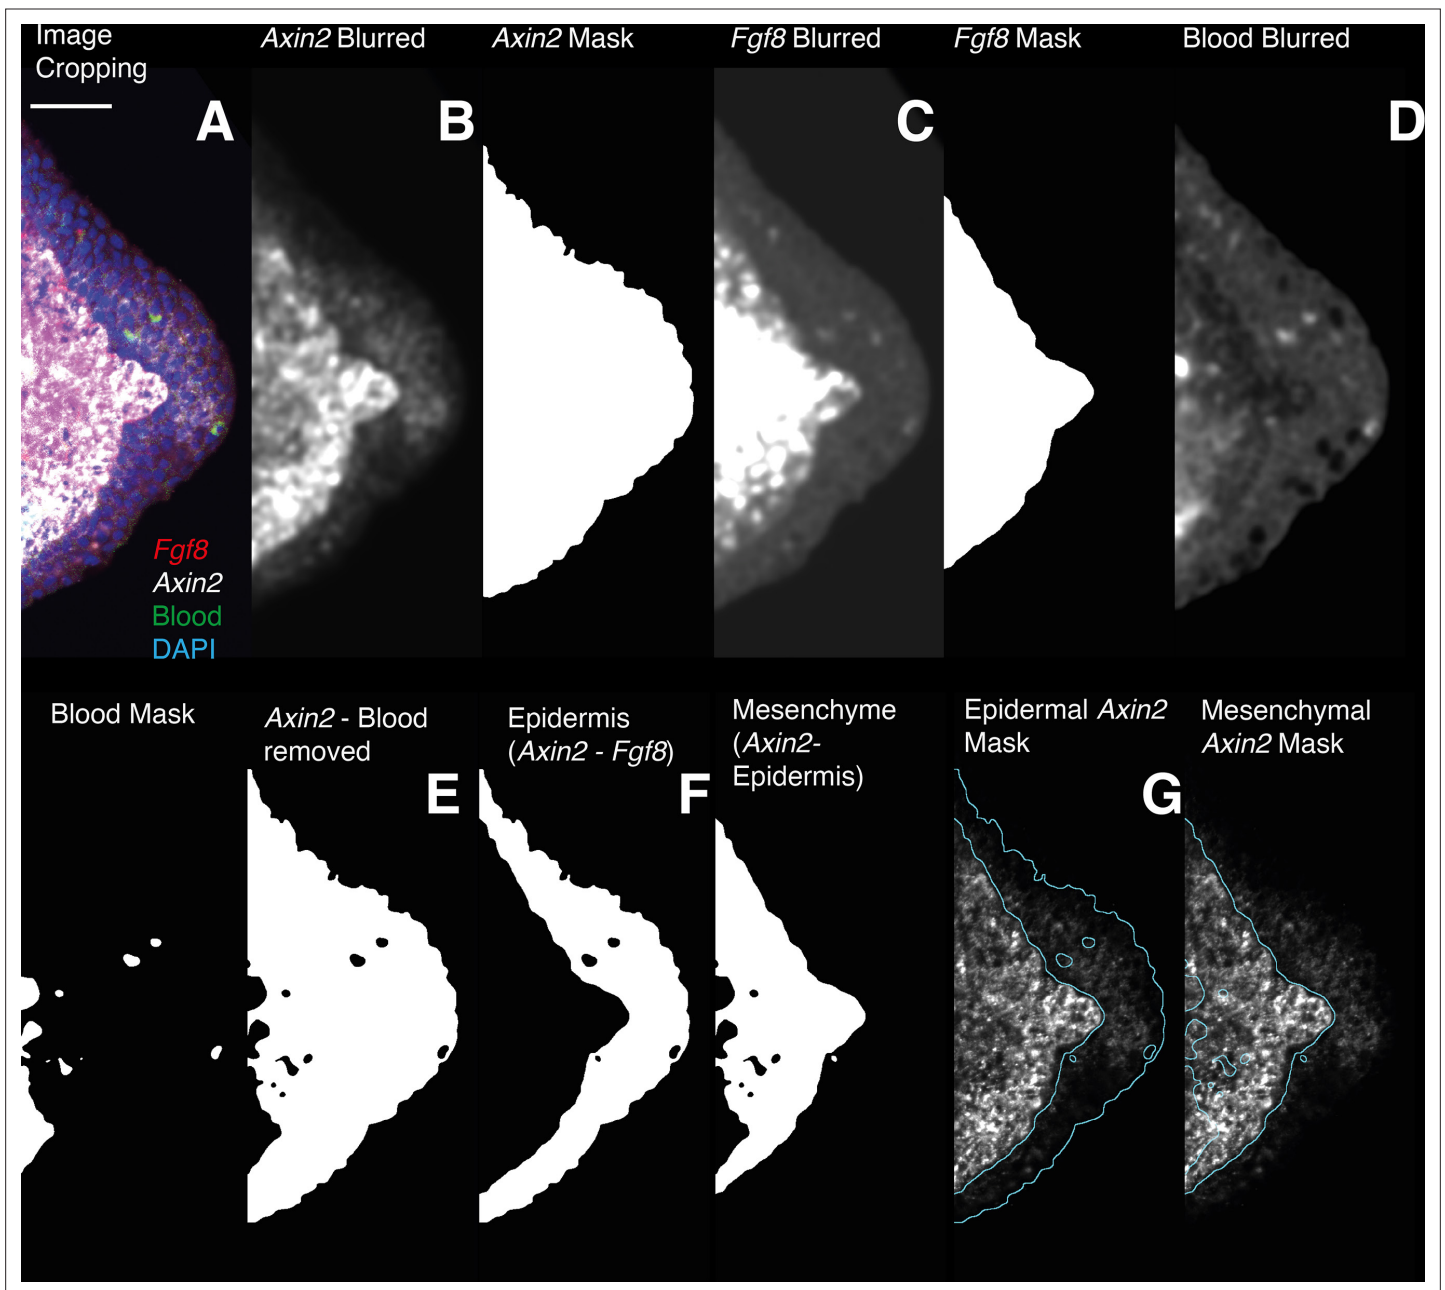 Image
Cropping
Axin2 Blurred
Axin2 Mask
Fgf8 Blurred
Fgf8 Mask
Blood Blurred
A
B
C
D
Fgf8
Axin2
Blood
DAPI
Blood Mask
Axin2 - Blood
removed
Epidermis
(Axin2 - Fgf8)
Mesenchyme
(Axin2-
Epidermis)
Epidermal Axin2
Mask
Mesenchymal
Axin2 Mask
E
F
G